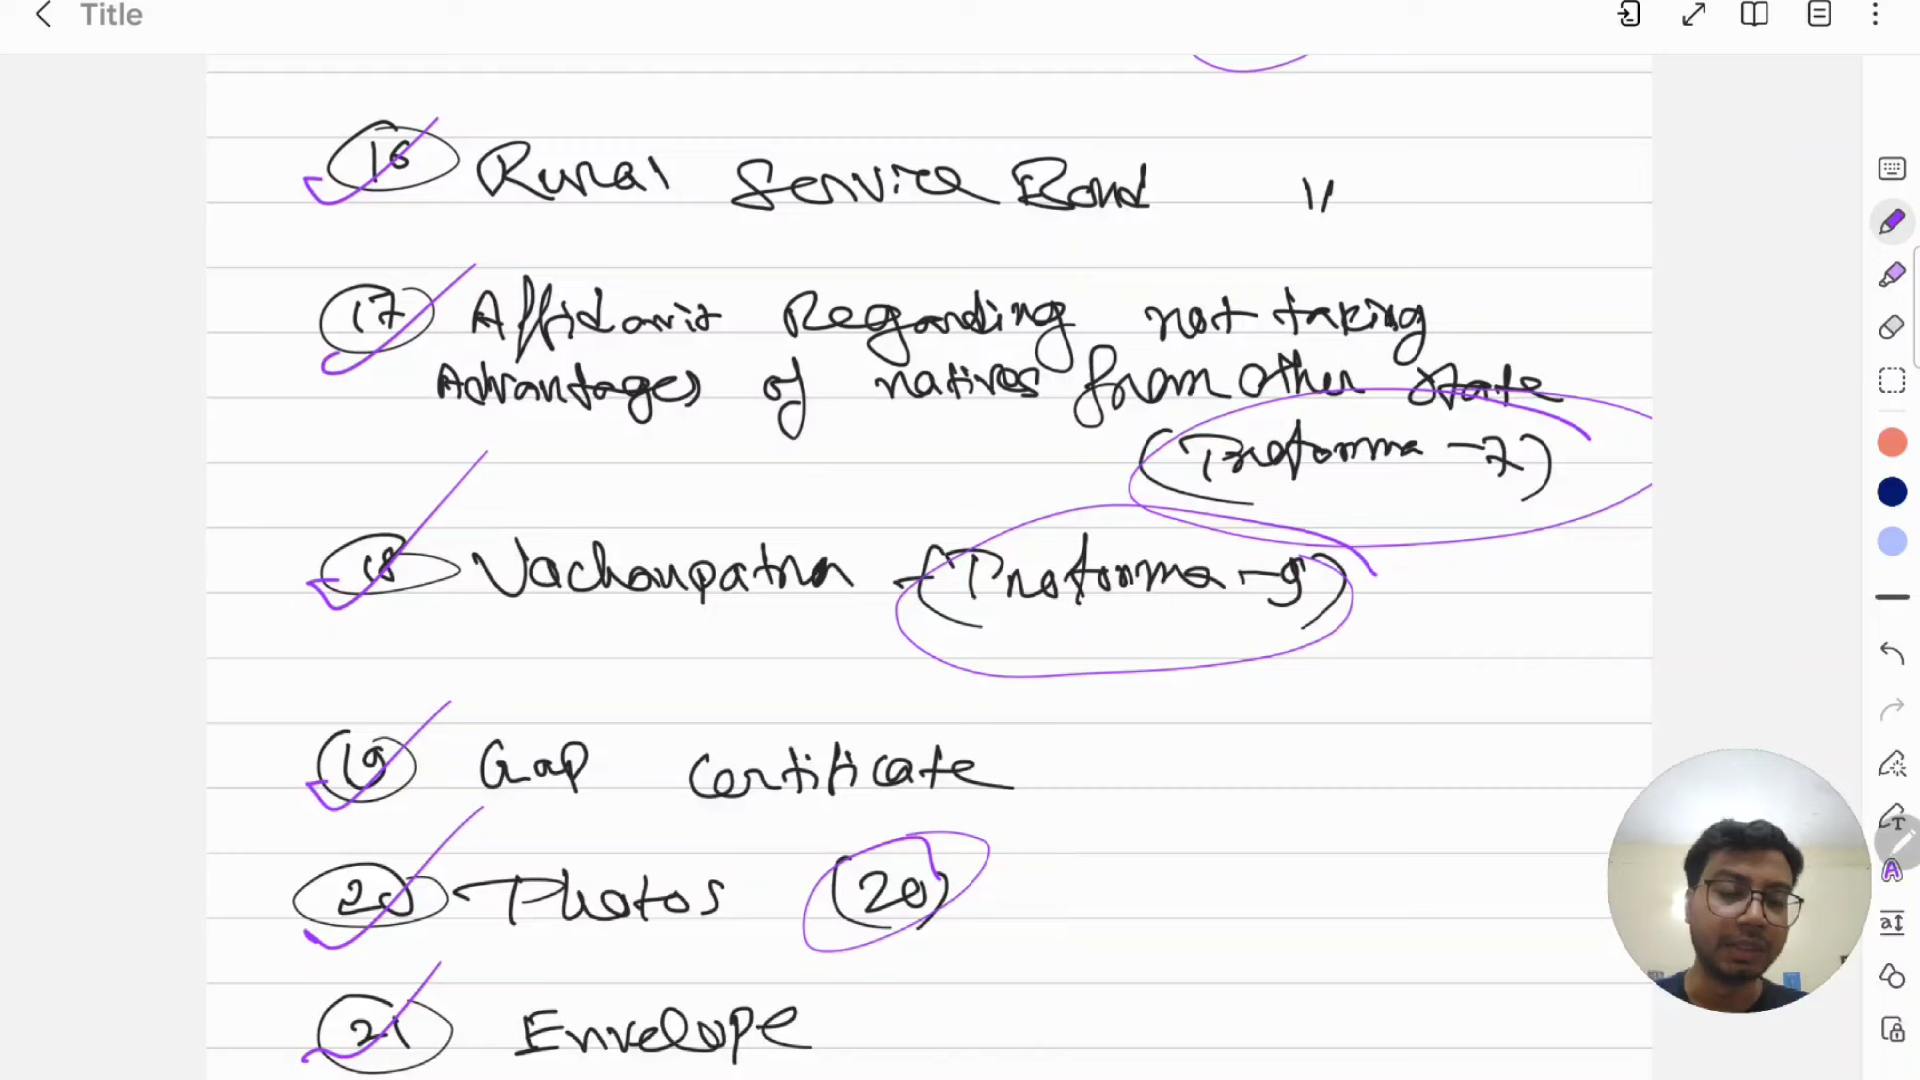 Title
16 Rural Service Bond 11
17 Affidavit Regarding not taking
Advantages of natives from other state
(Proforma - 7)
18 Vachanpatra - (Proforma - 9)
19 Gap Certificate
20 Photos (20)
21 Envelope